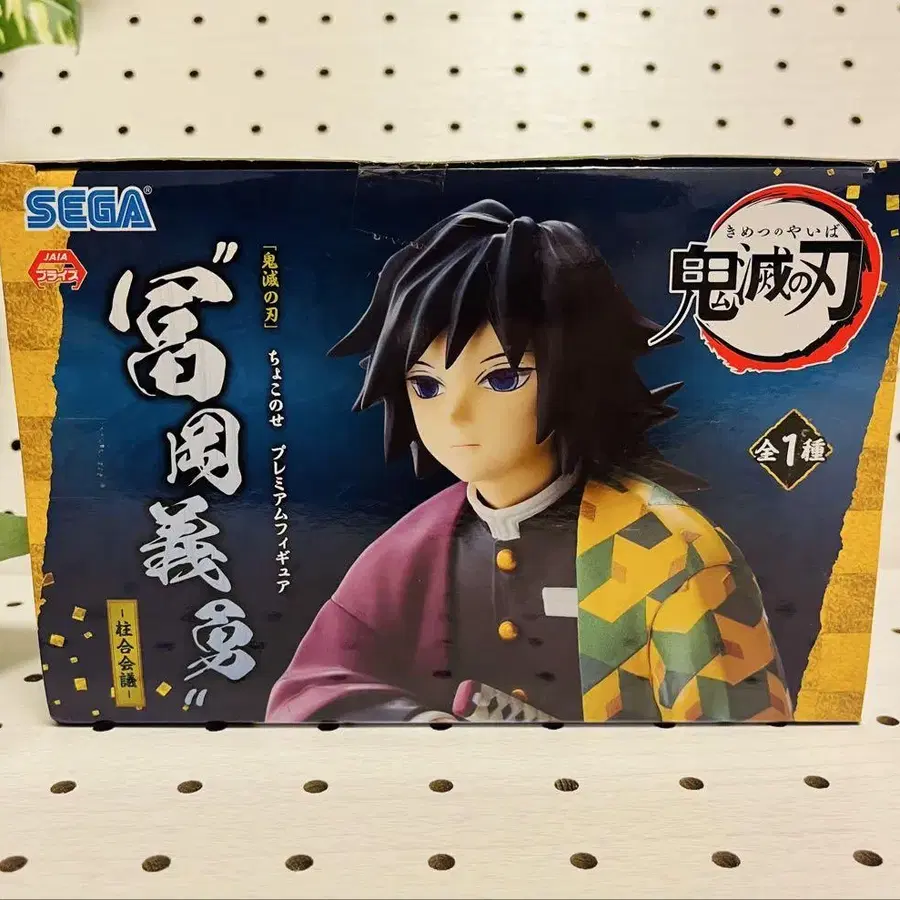 SEGA®
JAIA
プライズ
「鬼滅の刃」 ちょこのせ プレミアムフィギュア
"冨岡義勇"
-柱合会議-
きめつのやいば
鬼滅の刃
全1種